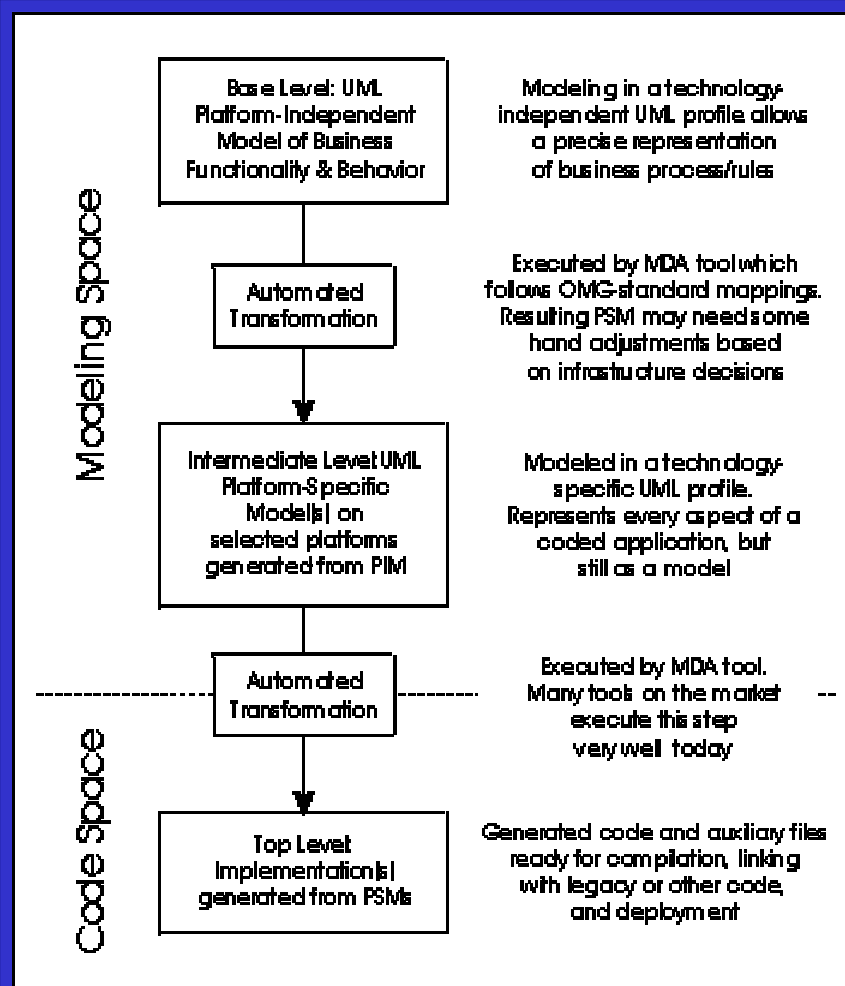 Modeling Space
Base Level: UML
Platform-Independent
Model of Business
Functionality & Behavior
Modeling in a technology-
independent UML profile allows
a precise representation
of business process/rules
Automated
Transformation
Executed by MDA tool which
follows OMG-standard mappings.
Resulting PSM may need some
hand adjustments based
on infrastructure decisions
Intermediate Level: UML
Platform-Specific
Model(s) on
selected platforms
generated from PIM
Modeled in a technology-
specific UML profile.
Represents every aspect of a
coded application, but
still as a model
Automated
Transformation
Executed by MDA tool.
Many tools on the market
execute this step
very well today
Code Space
Top Level:
Implementation(s)
generated from PSMs
Generated code and auxiliary files
ready for compilation, linking
with legacy or other code,
and deployment